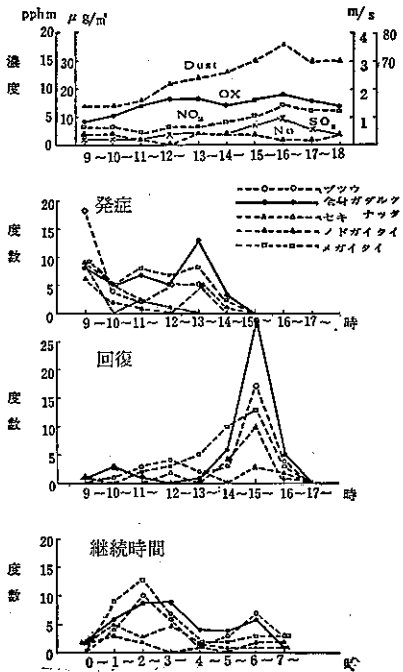 pphm μg/m³ m/s
濃度
20 4 80
15 30 3 70
10 20 2
5 10 1
0
Dust
OX
NO₂
No
SO₂
9~10~11~12~13~14~15~16~17~18
発症
度数
20
15
10
5
0
ヅツウ
全身ガダルク
ナッタ
セキ
ノドガイタイ
メガイタイ
9~10~11~12~13~14~15~16~17~ 時
回復
度数
25
20
15
10
5
0
9~10~11~12~13~14~15~16~17~ 時
継続時間
度数
20
15
10
5
0
0~1~2~3~4~5~6~7~ 時